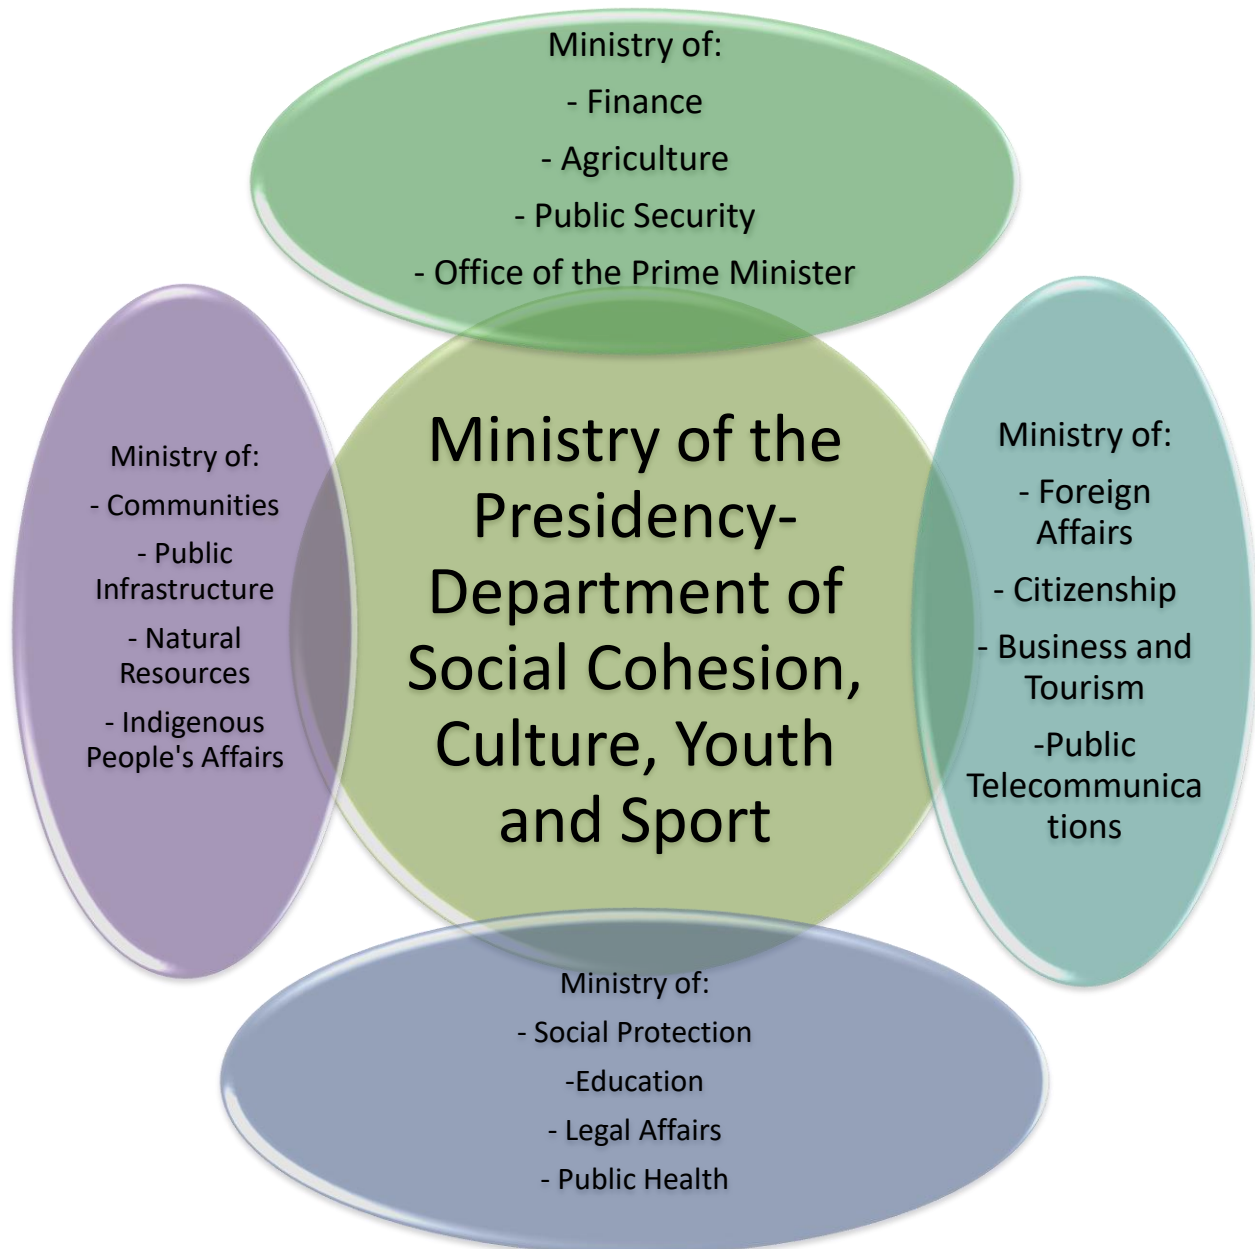 Ministry of:
- Finance
- Agriculture
- Public Security
- Office of the Prime Minister
Ministry of:
- Communities
- Public
Infrastructure
- Natural
Resources
- Indigenous
People's Affairs
Ministry of the
Presidency-
Department of
Social Cohesion,
Culture, Youth
and Sport
Ministry of:
- Foreign
Affairs
- Citizenship
- Business and
Tourism
-Public
Telecommunica
tions
Ministry of:
- Social Protection
-Education
- Legal Affairs
- Public Health